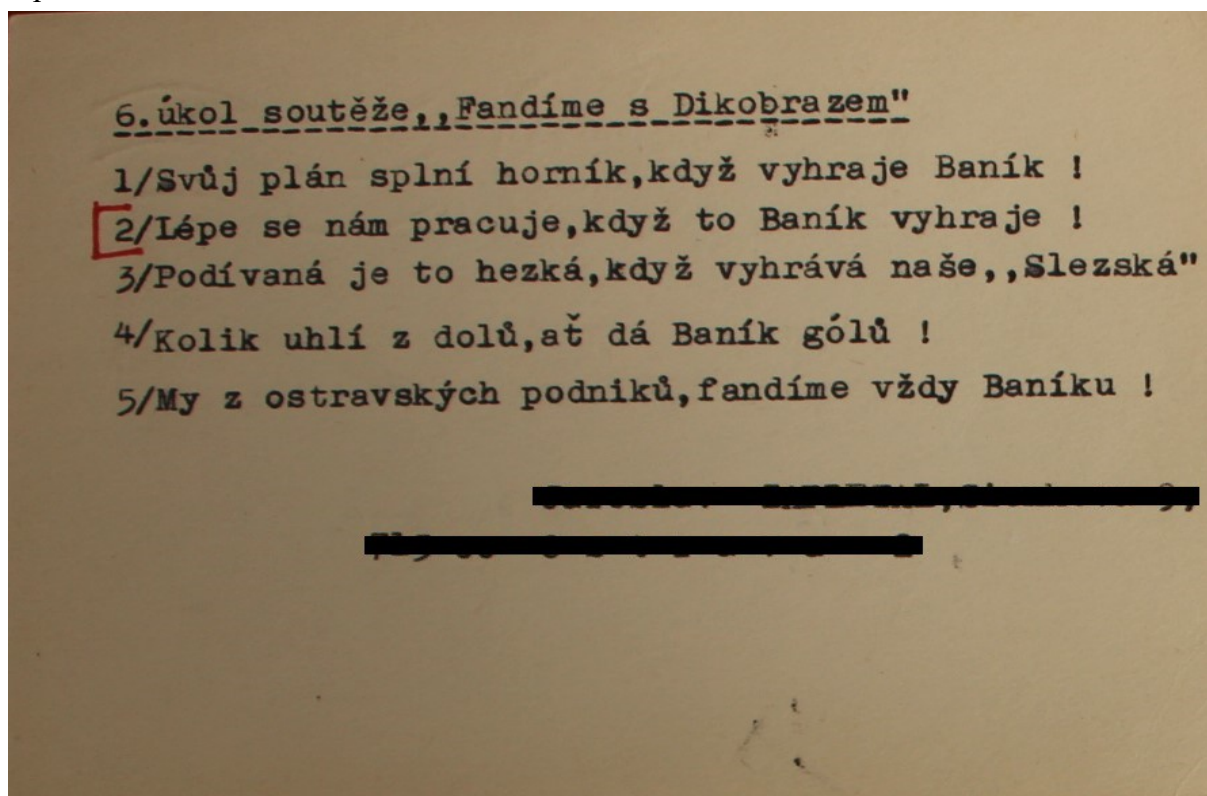 6.úkol soutěže,,Fandíme s Dikobrazem"
1/Svůj plán splní horník,když vyhraje Baník !
2/Lépe se nám pracuje,když to Baník vyhraje !
3/Podívaná je to hezká,když vyhrává naše,,Slezská"
4/Kolik uhlí z dolů,ať dá Baník gólů !
5/My z ostravských podniků,fandíme vždy Baníku !